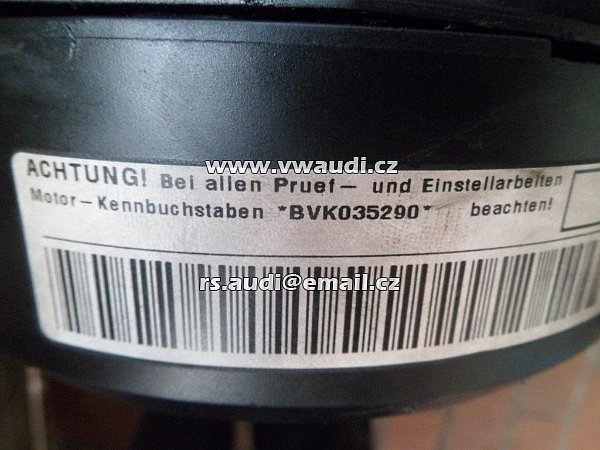 www.vwaudi.cz
ACHTUNG! Bei allen Pruef- und Einstellarbeiten
Motor-Kennbuchstaben *BVK035290* beachten!
rs.audi@email.cz